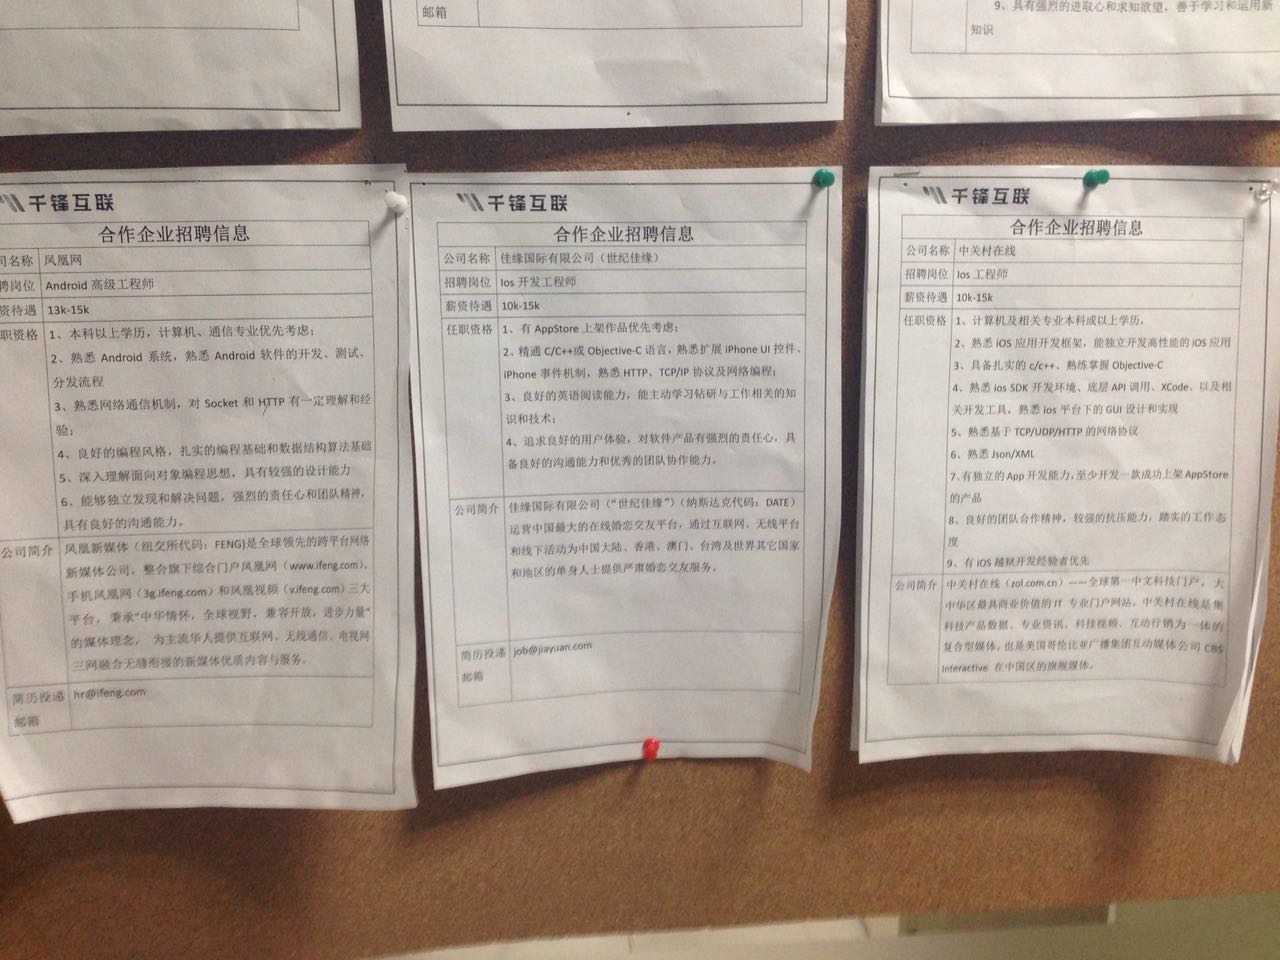 邮箱
9、具有强烈的进取心和求知欲望，善于学习和运用新
知识
千锋互联
合作企业招聘信息
司名称 凤凰网
聘岗位 Android 高级工程师
资待遇 13k-15k
职资格 1、本科以上学历，计算机、通信专业优先考虑；
2、熟悉 Android 系统，熟悉 Android 软件的开发、测试、
分发流程
3、熟悉网络通信机制，对 Socket 和 HTTP 有一定理解和经
验；
4、良好的编程风格，扎实的编程基础和数据结构算法基础
5、深入理解面向对象编程思想，具有较强的设计能力
6、能够独立发现和解决问题，强烈的责任心和团队精神，
具有良好的沟通能力。
公司简介 凤凰新媒体（纽交所代码：FENG)是全球领先的跨平台网络
新媒体公司。整合旗下综合门户凤凰网（www.ifeng.com）、
手机凤凰网（3g.ifeng.com）和凤凰视频（v.ifeng.com）三大
平台， 秉承"中华情怀，全球视野，兼容开放，进步力量"
的媒体理念， 为主流华人提供互联网、无线通信、电视网
三网融合无缝衔接的新媒体优质内容与服务。
简历投递 hr@ifeng.com
邮箱
千锋互联
合作企业招聘信息
公司名称 佳缘国际有限公司（世纪佳缘）
招聘岗位 Ios 开发工程师
薪资待遇 10k-15k
任职资格 1、有 AppStore 上架作品优先考虑；
2、精通 C/C++或 Objective-C 语言，熟悉扩展 iPhone UI 控件、
iPhone 事件机制，熟悉 HTTP、TCP/IP 协议及网络编程；
3、良好的英语阅读能力，能主动学习钻研与工作相关的知
识和技术；
4、追求良好的用户体验，对软件产品有强烈的责任心，具
备良好的沟通能力和优秀的团队协作能力。
公司简介 佳缘国际有限公司（“世纪佳缘”）（纳斯达克代码：DATE）
运营中国最大的在线婚恋交友平台，通过互联网、无线平台
和线下活动为中国大陆、香港、澳门、台湾及世界其它国家
和地区的单身人士提供严肃婚恋交友服务。
简历投递 job@jiayuan.com
邮箱
千锋互联
合作企业招聘信息
公司名称 中关村在线
招聘岗位 Ios 工程师
薪资待遇 10k-15k
任职资格 1、计算机及相关专业本科或以上学历，
2、熟悉 iOS 应用开发框架，能独立开发高性能的 iOS 应用
3、具备扎实的 c/c++、熟练掌握 Objective-C
4、熟悉 ios SDK 开发环境、底层 API 调用、XCode、以及相
关开发工具，熟悉 ios 平台下的 GUI 设计和实现
5、熟悉基于 TCP/UDP/HTTP 的网络协议
6、熟悉 Json/XML
7、有独立的 App 开发能力，至少开发一款成功上架 AppStore
的产品
8、良好的团队合作精神，较强的抗压能力，踏实的工作态
度
9、有 iOS 越狱开发经验者优先
公司简介 中关村在线（zol.com.cn）——全球第一中文科技门户，大
中华区最具商业价值的 IT 专业门户网站。中关村在线是集
科技产品数据、专业资讯、科技视频、互动行销为一体的
复合型媒体，也是美国哥伦比亚广播集团互动媒体公司 CBS
Interactive 在中国区的旗舰媒体。